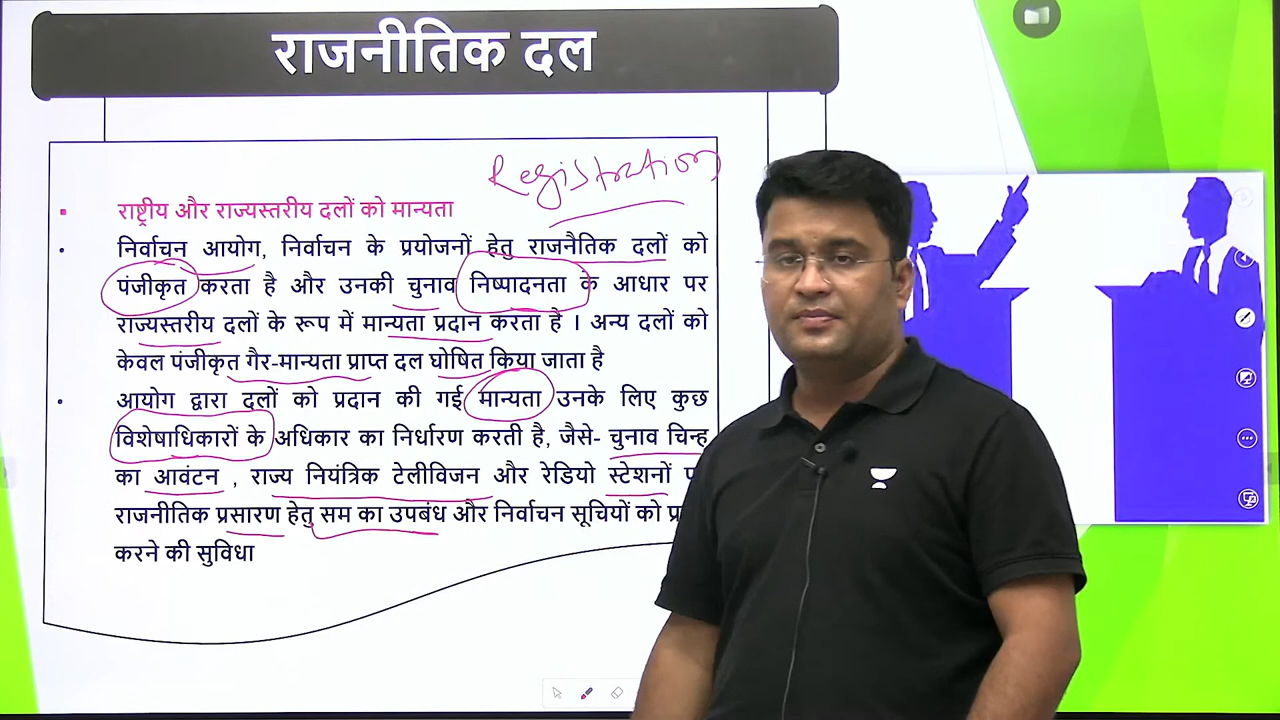 राजनीतिक दल
Registration
राष्ट्रीय और राज्यस्तरीय दलों को मान्यता
निर्वाचन आयोग, निर्वाचन के प्रयोजनों हेतु राजनैतिक दलों को
पंजीकृत करता है और उनकी चुनाव निष्पादनता के आधार पर
राज्यस्तरीय दलों के रूप में मान्यता प्रदान करता है । अन्य दलों को
केवल पंजीकृत गैर-मान्यता प्राप्त दल घोषित किया जाता है
आयोग द्वारा दलों को प्रदान की गई मान्यता उनके लिए कुछ
विशेषाधिकारों के अधिकार का निर्धारण करती है, जैसे- चुनाव चिन्ह
का आवंटन , राज्य नियंत्रिक टेलीविजन और रेडियो स्टेशनों
राजनीतिक प्रसारण हेतु सम का उपबंध और निर्वाचन सूचियों को
करने की सुविधा